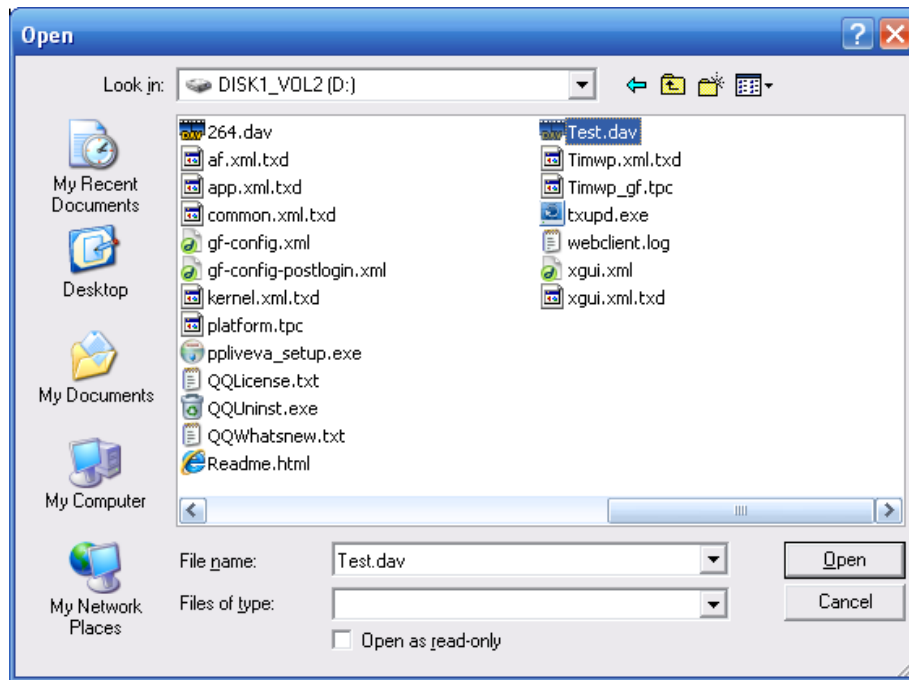 Open
Look in: DISK1_VOL2 (D:)
My Recent
Documents
Desktop
My Documents
My Computer
My Network
Places
264.dav
af.xml.txd
app.xml.txd
common.xml.txd
gf-config.xml
gf-config-postlogin.xml
kernel.xml.txd
platform.tpc
ppliveva_setup.exe
QQLicense.txt
QQUninst.exe
QQWhatsnew.txt
Readme.html
Test.dav
Timwp.xml.txd
Timwp_gf.tpc
txupd.exe
webclient.log
xgui.xml
xgui.xml.txd
File name: Test.dav Open
Files of type: Cancel
Open as read-only